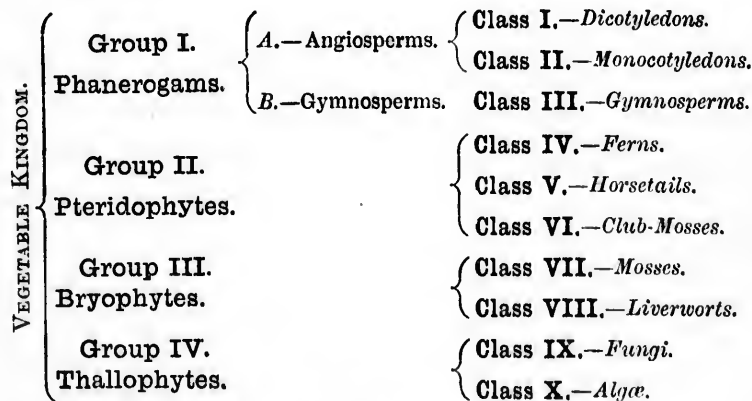 VEGETABLE KINGDOM.
Group I.
Phanerogams.
A.—Angiosperms.
Class I.—Dicotyledons.
Class II.—Monocotyledons.
B.—Gymnosperms.
Class III.—Gymnosperms.
Group II.
Pteridophytes.
Class IV.—Ferns.
Class V.—Horsetails.
Class VI.—Club-Mosses.
Group III.
Bryophytes.
Class VII.—Mosses.
Class VIII.—Liverworts.
Group IV.
Thallophytes.
Class IX.—Fungi.
Class X.—Algæ.